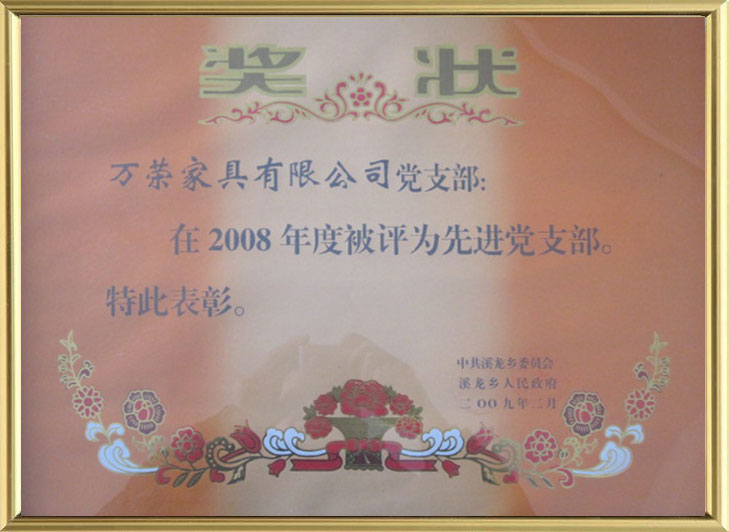 奖 状
万荣家具有限公司党支部:
在2008年度被评为先进党支部。
特此表彰。
中共溪龙乡委员会
溪龙乡人民政府
二〇〇九年二月